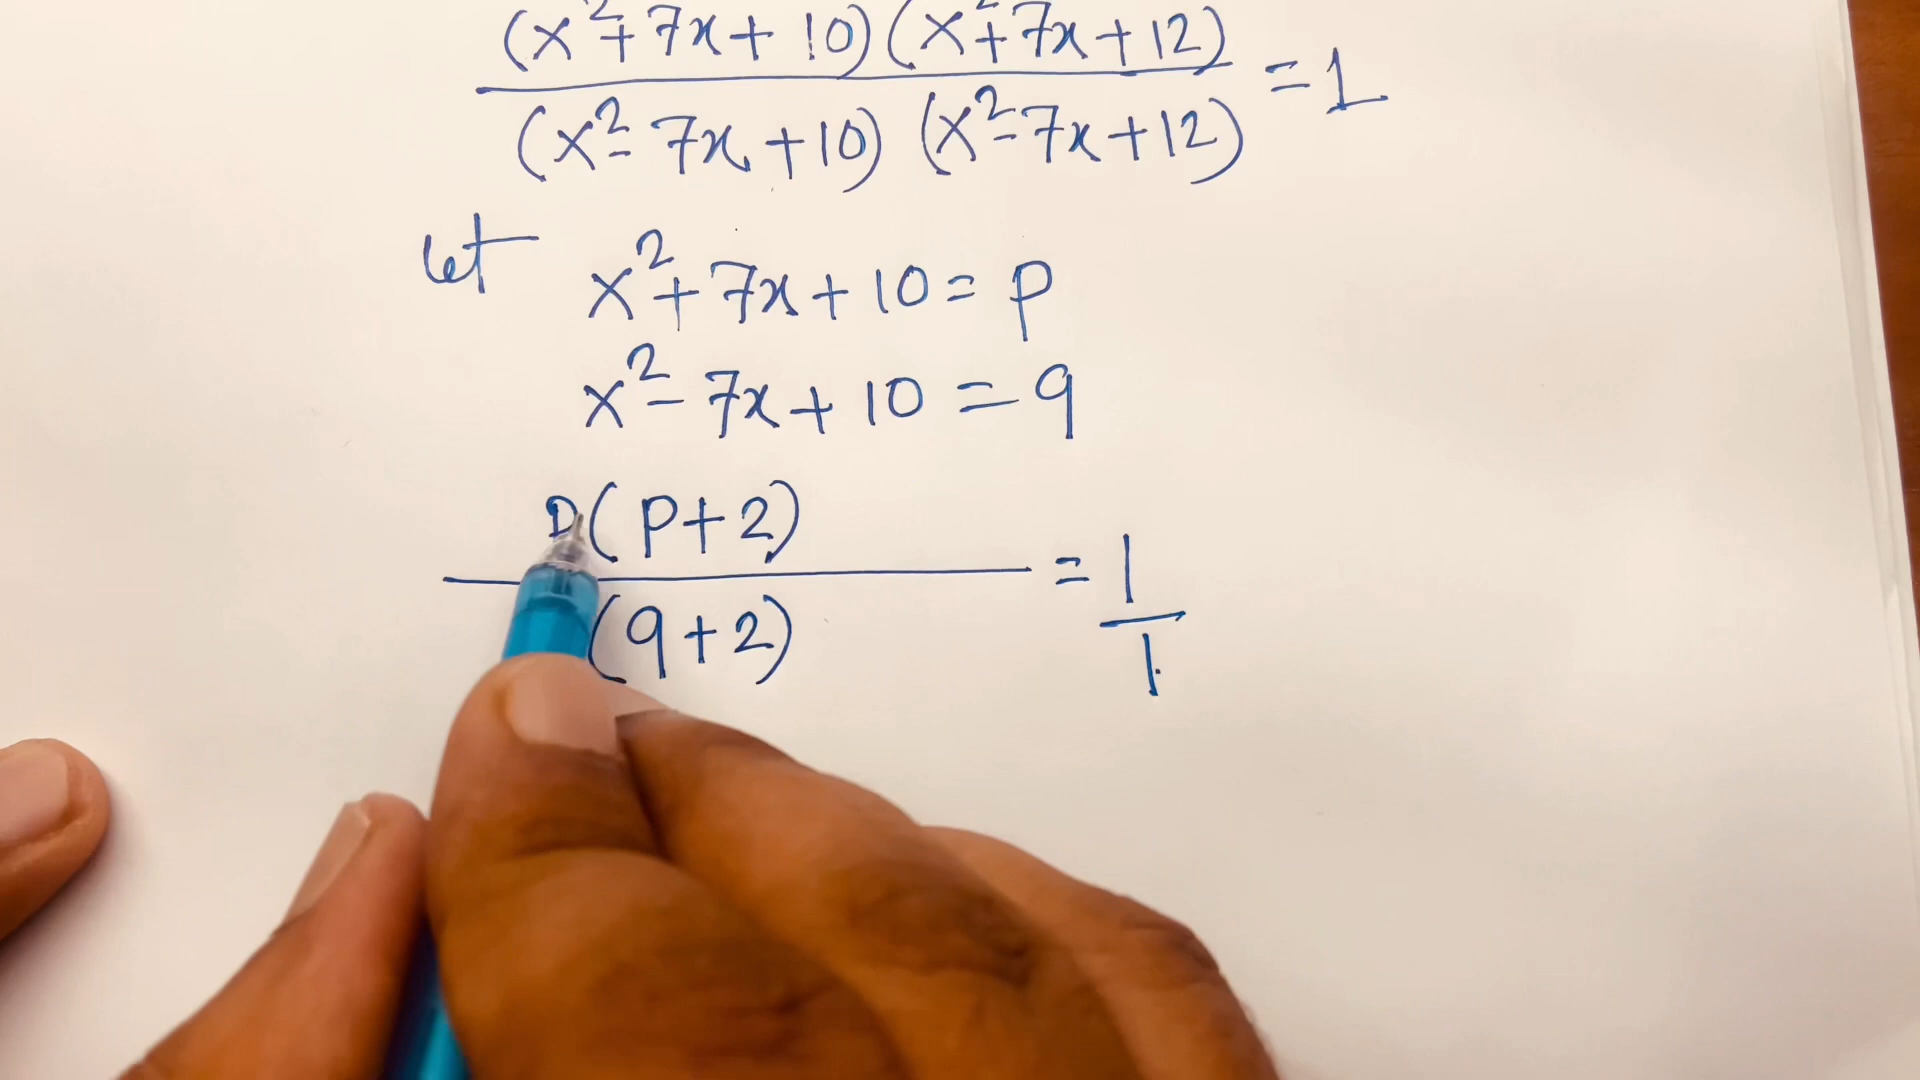 (x²+7x+10)(x²+7x+12)
(x²-7x+10)(x²-7x+12) = 1
let x²+7x+10 = p
x²-7x+10 = q
p(p+2)
(q+2) = 1/1